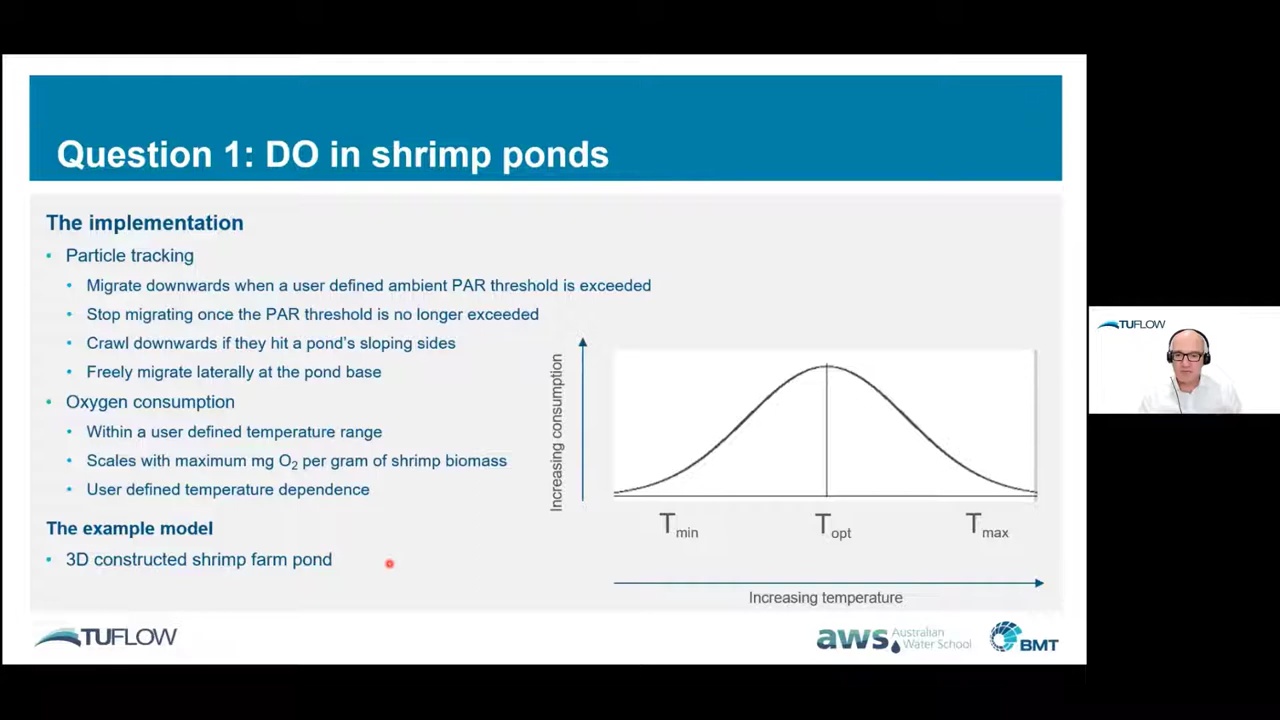 Question 1: DO in shrimp ponds
The implementation
• Particle tracking
• Migrate downwards when a user defined ambient PAR threshold is exceeded
• Stop migrating once the PAR threshold is no longer exceeded
• Crawl downwards if they hit a pond's sloping sides
• Freely migrate laterally at the pond base
• Oxygen consumption
• Within a user defined temperature range
• Scales with maximum mg O2 per gram of shrimp biomass
• User defined temperature dependence
The example model
• 3D constructed shrimp farm pond
Increasing consumption
Tmin
Topt
Tmax
Increasing temperature
TUFLOW
aws Australian
Water School
BMT
TUFLOW